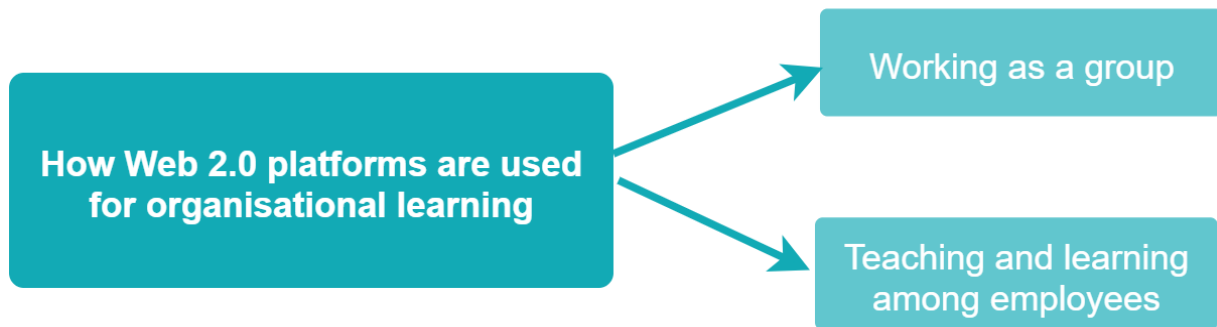 How Web 2.0 platforms are used
for organisational learning
Working as a group
Teaching and learning
among employees